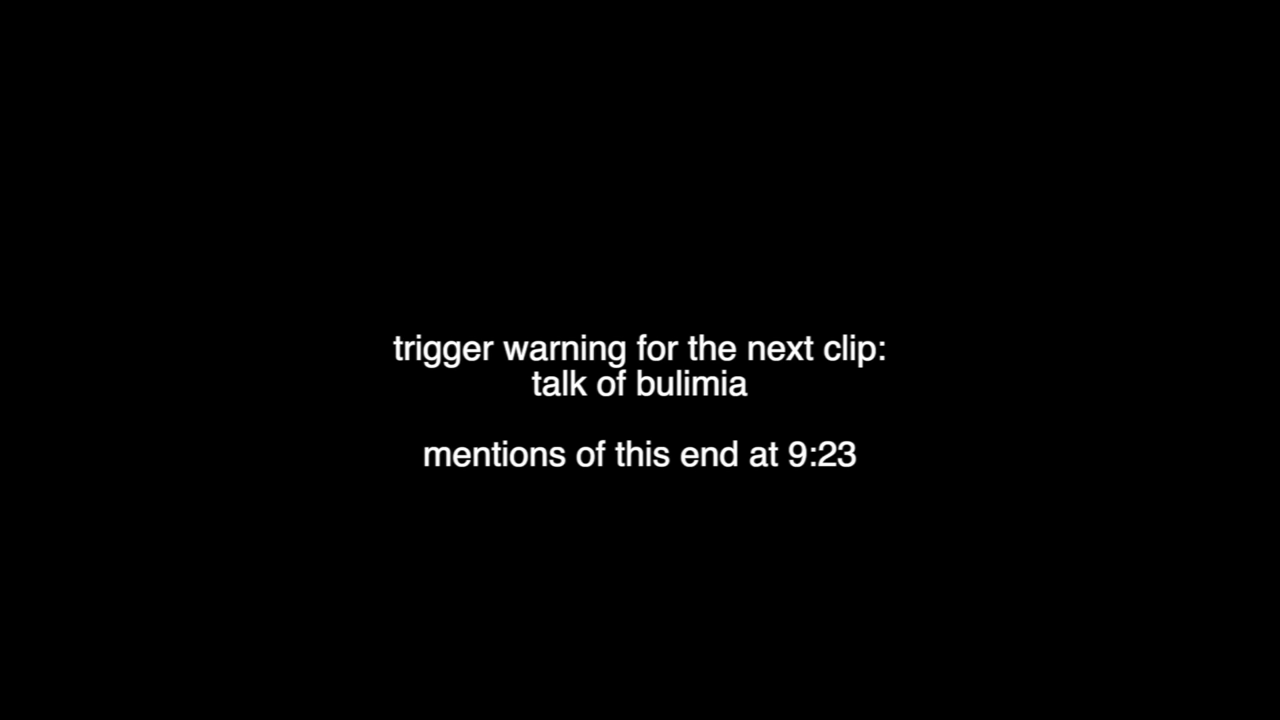 trigger warning for the next clip:
talk of bulimia
mentions of this end at 9:23